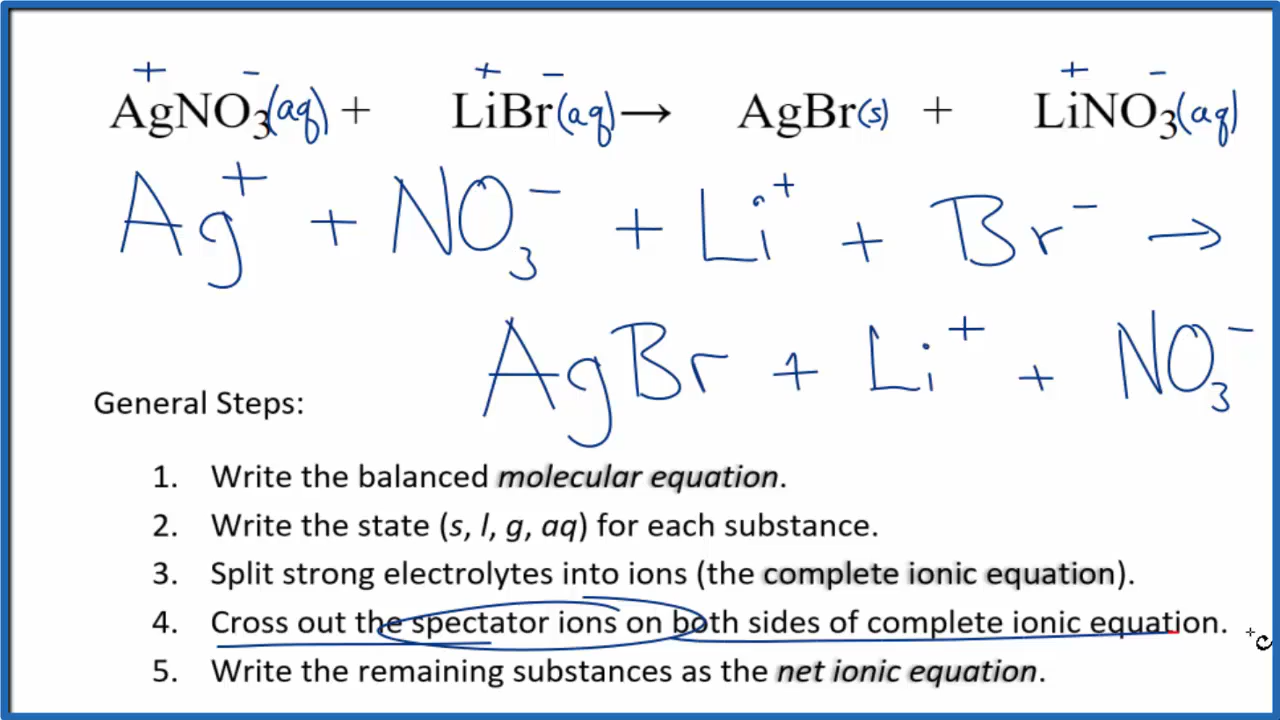 + - + - + -
AgNO₃(aq) + LiBr(aq) → AgBr(s) + LiNO₃(aq)
Ag⁺ + NO₃⁻ + Li⁺ + Br⁻ →
AgBr + Li⁺ + NO₃⁻
General Steps:
1. Write the balanced molecular equation.
2. Write the state (s, l, g, aq) for each substance.
3. Split strong electrolytes into ions (the complete ionic equation).
4. Cross out the spectator ions on both sides of complete ionic equation.
5. Write the remaining substances as the net ionic equation.